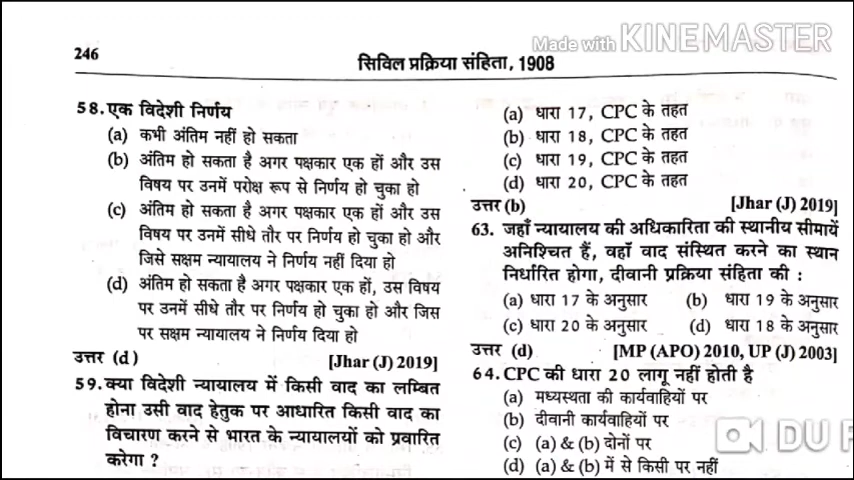 Made with KINEMASTER
246
सिविल प्रक्रिया संहिता, 1908
58. एक विदेशी निर्णय
(a) कभी अंतिम नहीं हो सकता
(b) अंतिम हो सकता है अगर पक्षकार एक हों और उस
विषय पर उनमें परोक्ष रूप से निर्णय हो चुका हो
(c) अंतिम हो सकता है अगर पक्षकार एक हों और उस
विषय पर उनमें सीधे तौर पर निर्णय हो चुका हो और
जिसे सक्षम न्यायालय ने निर्णय नहीं दिया हो
(d) अंतिम हो सकता है अगर पक्षकार एक हों, उस विषय
पर उनमें सीधे तौर पर निर्णय हो चुका हो और जिस
पर सक्षम न्यायालय ने निर्णय दिया हो
उत्तर (d) [Jhar (J) 2019]
59. क्या विदेशी न्यायालय में किसी वाद का लम्बित
होना उसी वाद हेतुक पर आधारित किसी वाद का
विचारण करने से भारत के न्यायालयों को प्रवारित
करेगा ?
(a) धारा 17, CPC के तहत
(b) धारा 18, CPC के तहत
(c) धारा 19, CPC के तहत
(d) धारा 20, CPC के तहत
उत्तर (b) [Jhar (J) 2019]
63. जहाँ न्यायालय की अधिकारिता की स्थानीय सीमायें
अनिश्चित हैं, वहाँ वाद संस्थित करने का स्थान
निर्धारित होगा, दीवानी प्रक्रिया संहिता की :
(a) धारा 17 के अनुसार (b) धारा 19 के अनुसार
(c) धारा 20 के अनुसार (d) धारा 18 के अनुसार
उत्तर (d) [MP (APO) 2010, UP (J) 2003]
64. CPC की धारा 20 लागू नहीं होती है
(a) मध्यस्थता की कार्यवाहियों पर
(b) दीवानी कार्यवाहियों पर
(c) (a) & (b) दोनों पर
(d) (a) & (b) में से किसी पर नहीं
DU